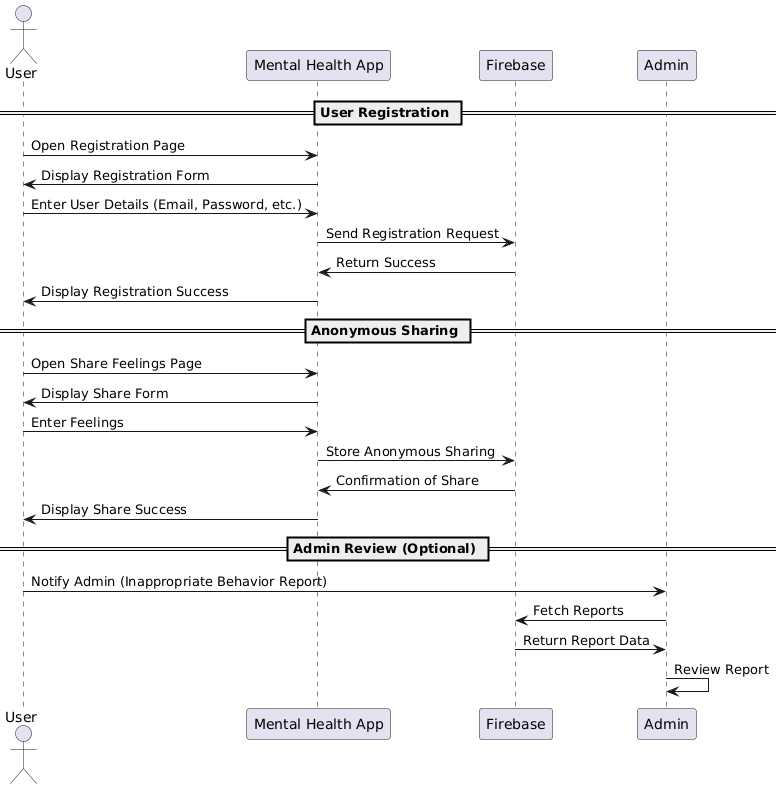 User
Mental Health App
Firebase
Admin
User Registration
Open Registration Page
Display Registration Form
Enter User Details (Email, Password, etc.)
Send Registration Request
Return Success
Display Registration Success
Anonymous Sharing
Open Share Feelings Page
Display Share Form
Enter Feelings
Store Anonymous Sharing
Confirmation of Share
Display Share Success
Admin Review (Optional)
Notify Admin (Inappropriate Behavior Report)
Fetch Reports
Return Report Data
Review Report
User
Mental Health App
Firebase
Admin